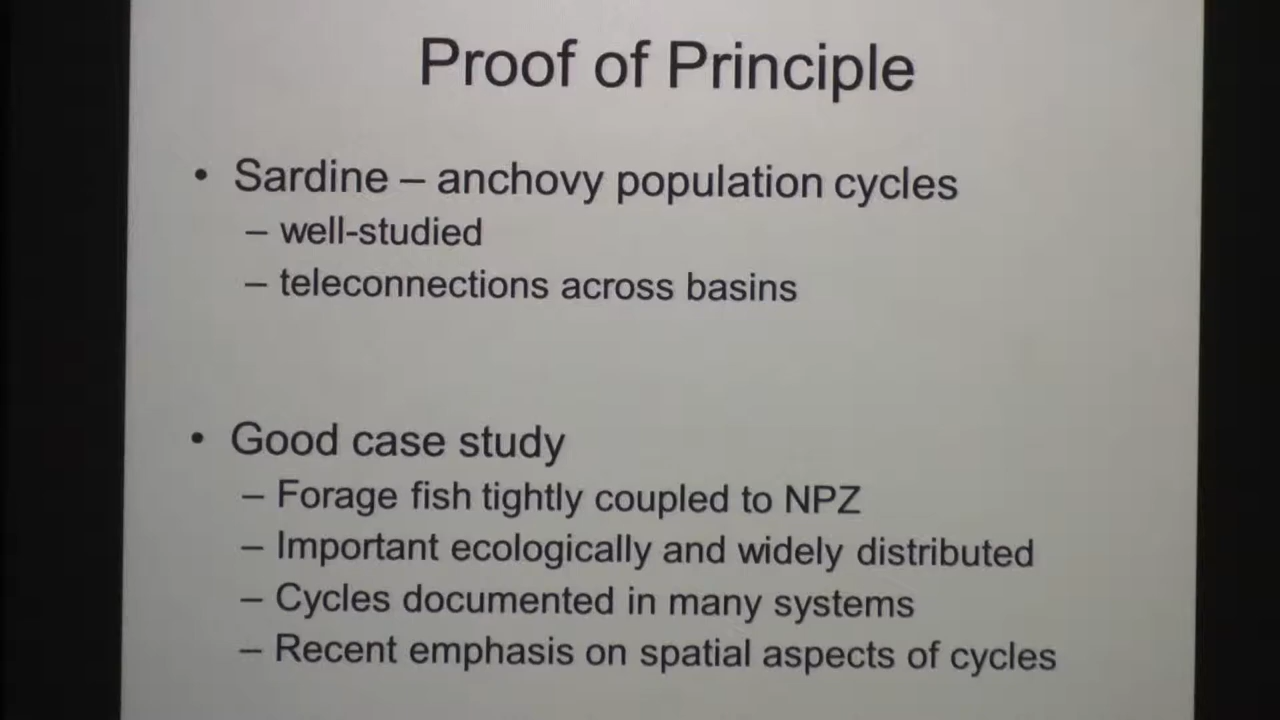 Proof of Principle
• Sardine – anchovy population cycles
– well-studied
– teleconnections across basins
• Good case study
– Forage fish tightly coupled to NPZ
– Important ecologically and widely distributed
– Cycles documented in many systems
– Recent emphasis on spatial aspects of cycles